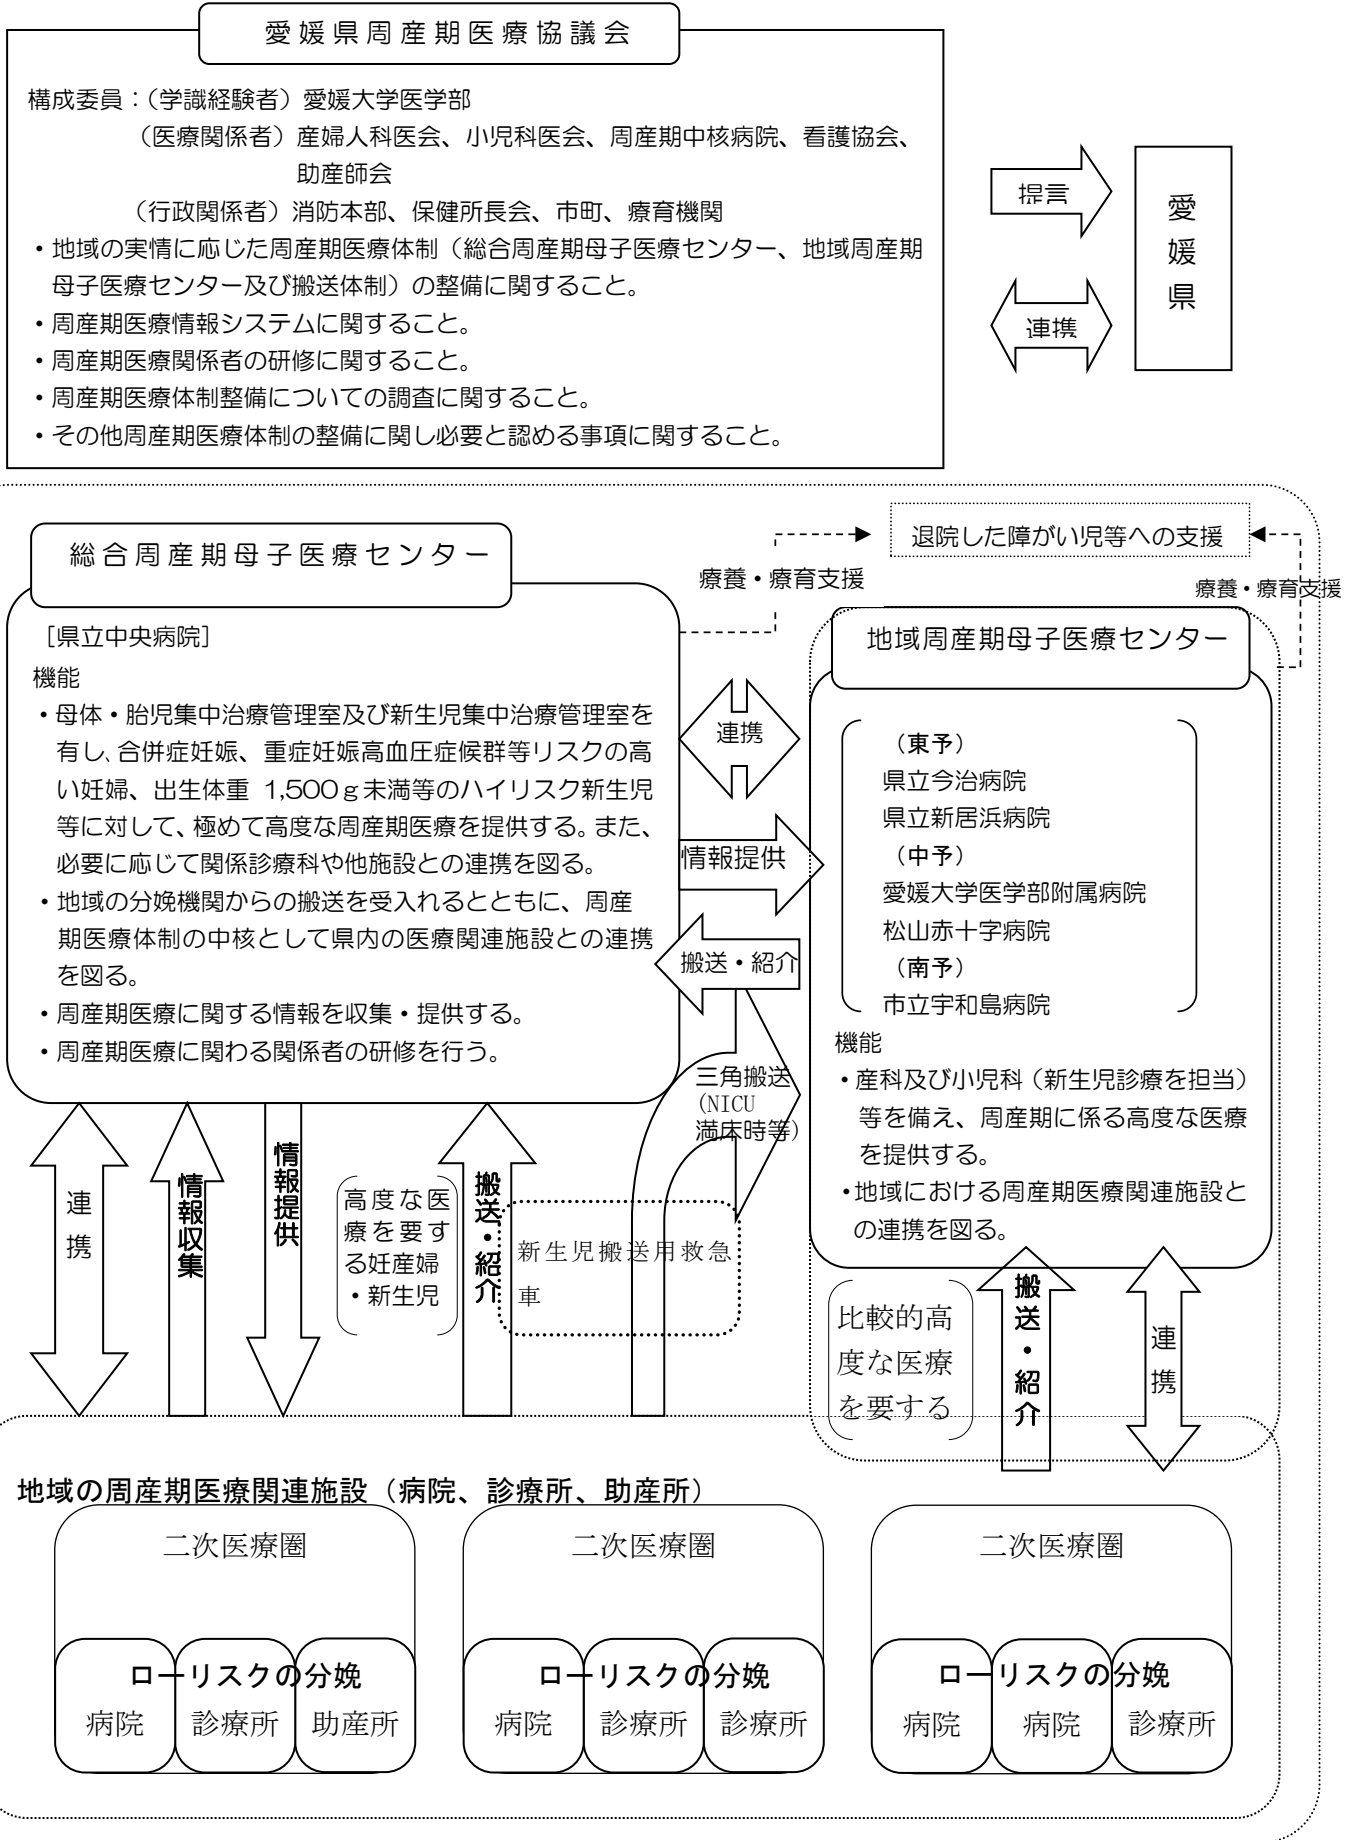 愛媛県周産期医療協議会
構成委員：（学識経験者）愛媛大学医学部
（医療関係者）産婦人科医会、小児科医会、周産期中核病院、看護協会、
助産師会
（行政関係者）消防本部、保健所長会、市町、療育機関
・地域の実情に応じた周産期医療体制（総合周産期母子医療センター、地域周産期
母子医療センター及び搬送体制）の整備に関すること。
・周産期医療情報システムに関すること。
・周産期医療関係者の研修に関すること。
・周産期医療体制整備についての調査に関すること。
・その他周産期医療体制の整備に関し必要と認める事項に関すること。
提言
連携
愛媛県
退院した障がい児等への支援
療養・療育支援
療養・療育支援
総合周産期母子医療センター
［県立中央病院］
機能
・母体・胎児集中治療管理室及び新生児集中治療管理室を
有し、合併症妊娠、重症妊娠高血圧症候群等リスクの高
い妊婦、出生体重 1,500ｇ未満等のハイリスク新生児
等に対して、極めて高度な周産期医療を提供する。また、
必要に応じて関係診療科や他施設との連携を図る。
・地域の分娩機関からの搬送を受入れるとともに、周産
期医療体制の中核として県内の医療関連施設との連携
を図る。
・周産期医療に関する情報を収集・提供する。
・周産期医療に関わる関係者の研修を行う。
連携
情報提供
搬送・紹介
三角搬送
(NICU
満床時等)
地域周産期母子医療センター
（東予）
県立今治病院
県立新居浜病院
（中予）
愛媛大学医学部附属病院
松山赤十字病院
（南予）
市立宇和島病院
機能
・産科及び小児科（新生児診療を担当）
等を備え、周産期に係る高度な医療
を提供する。
・地域における周産期医療関連施設と
の連携を図る。
連携
情報収集
情報提供
高度な医
療を要す
る妊産婦
・新生児
搬送・紹介
新生児搬送用救急
車
比較的高
度な医療
を要する
搬送・紹介
連携
地域の周産期医療関連施設（病院、診療所、助産所）
二次医療圏
ローリスクの分娩
病院 診療所 助産所
二次医療圏
ローリスクの分娩
病院 診療所 診療所
二次医療圏
ローリスクの分娩
病院 病院 診療所